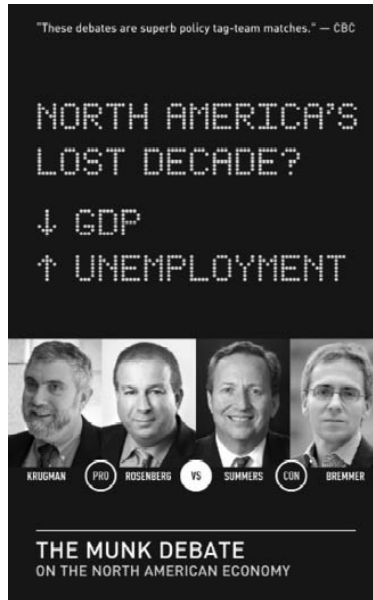 "These debates are superb policy tag-team matches." — CBC
NORTH AMERICA'S
LOST DECADE?
↓ GDP
↑ UNEMPLOYMENT
KRUGMAN PRO ROSENBERG VS SUMMERS CON BREMMER
THE MUNK DEBATE
ON THE NORTH AMERICAN ECONOMY